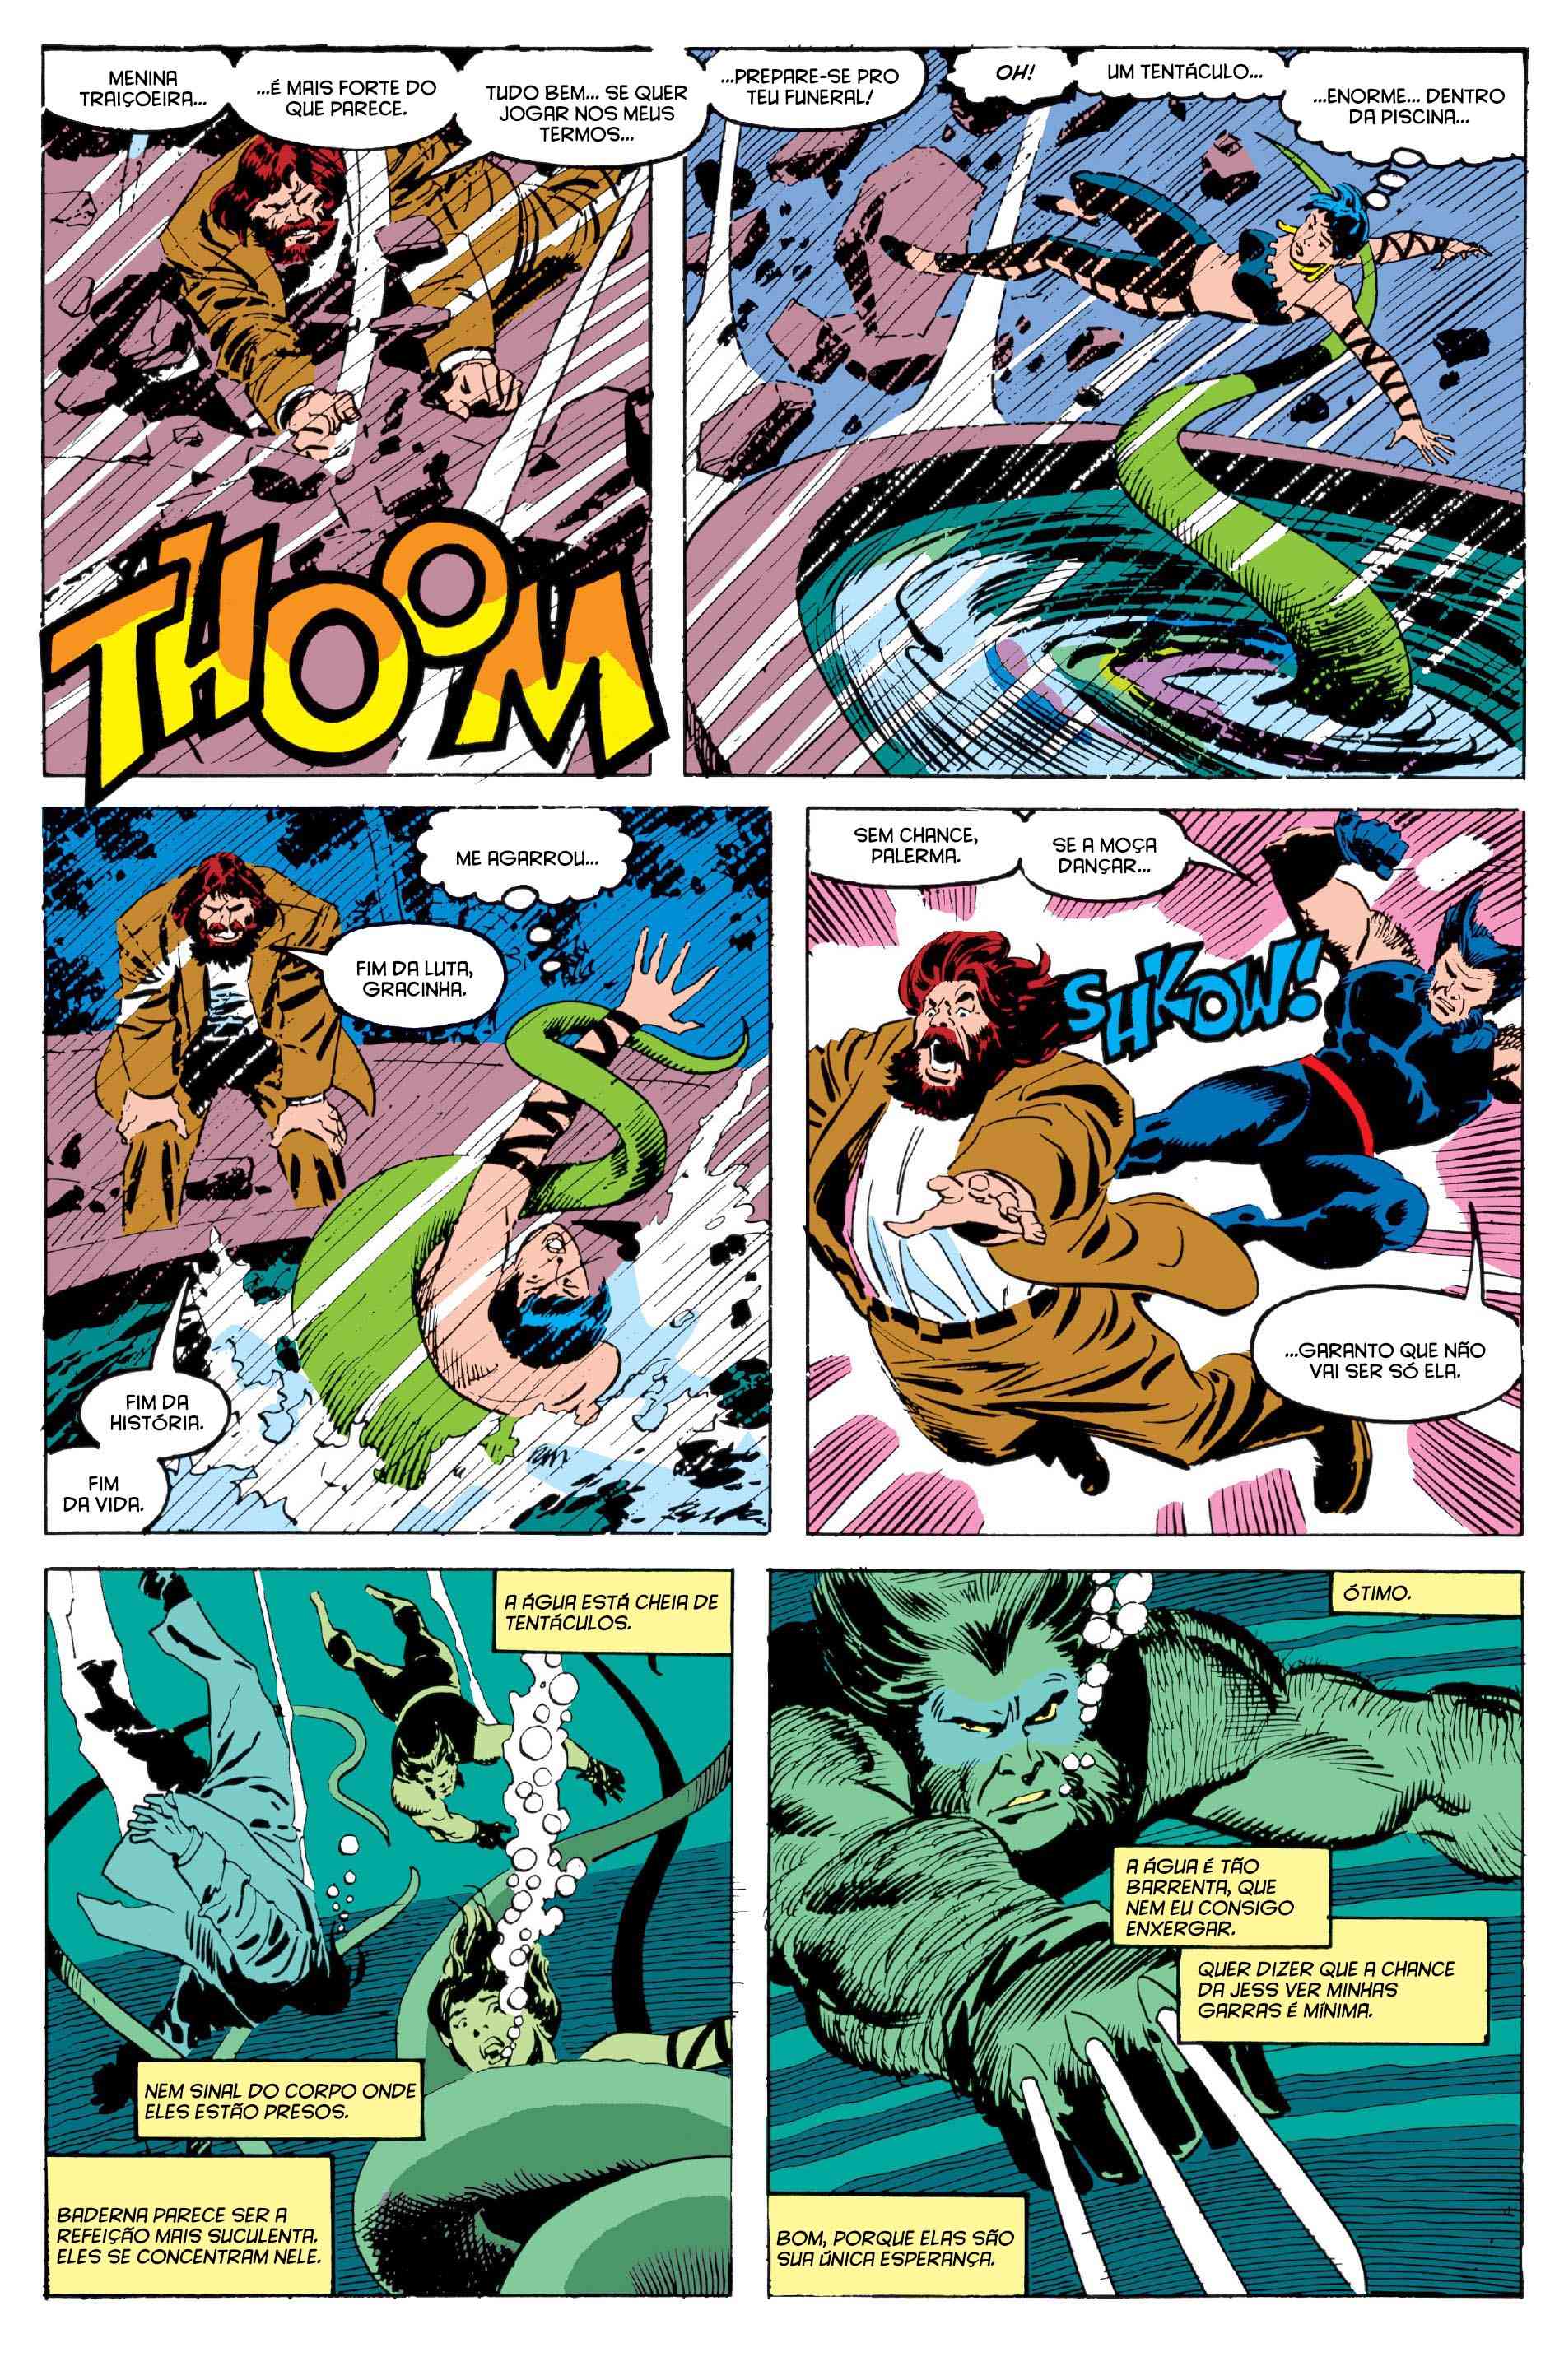 MENINA
TRAIÇOEIRA...
...É MAIS FORTE DO
QUE PARECE.
TUDO BEM... SE QUER
JOGAR NOS MEUS
TERMOS...
...PREPARE-SE PRO
TEU FUNERAL!
OH!
UM TENTÁCULO...
...ENORME... DENTRO
DA PISCINA...
THOOM
ME AGARROU...
FIM DA LUTA,
GRACINHA.
FIM DA
HISTÓRIA.
FIM
DA VIDA.
SEM CHANCE,
PALERMA.
SE A MOÇA
DANÇAR...
SHKOW!
...GARANTO QUE NÃO
VAI SER SÓ ELA.
A ÁGUA ESTÁ CHEIA DE
TENTÁCULOS.
NEM SINAL DO CORPO ONDE
ELES ESTÃO PRESOS.
BADERNA PARECE SER A
REFEIÇÃO MAIS SUCULENTA.
ELES SE CONCENTRAM NELE.
ÓTIMO.
A ÁGUA É TÃO
BARRENTA, QUE
NEM EU CONSIGO
ENXERGAR.
QUER DIZER QUE A CHANCE
DA JESS VER MINHAS
GARRAS É MÍNIMA.
BOM, PORQUE ELAS SÃO
SUA ÚNICA ESPERANÇA.